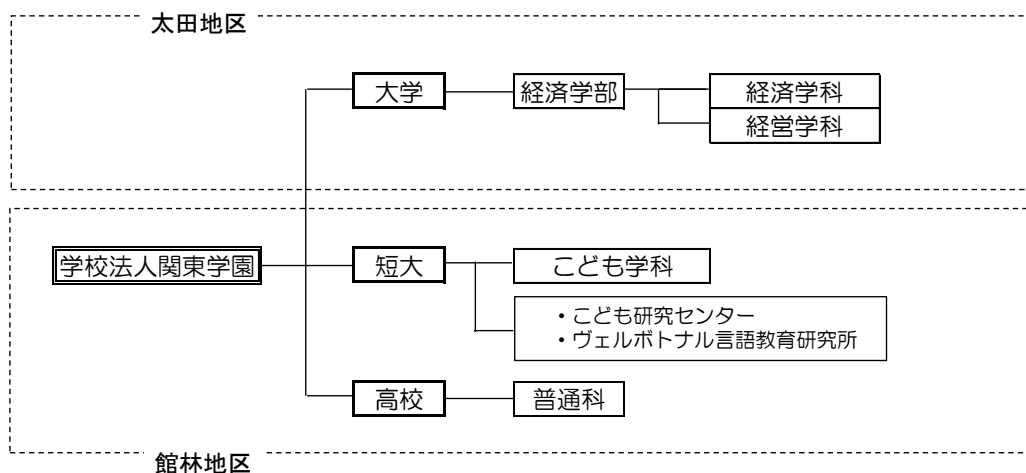 太田地区
大学
経済学部
経済学科
経営学科
学校法人関東学園
短大
こども学科
・こども研究センター
・ヴェルボトナル言語教育研究所
高校
普通科
館林地区